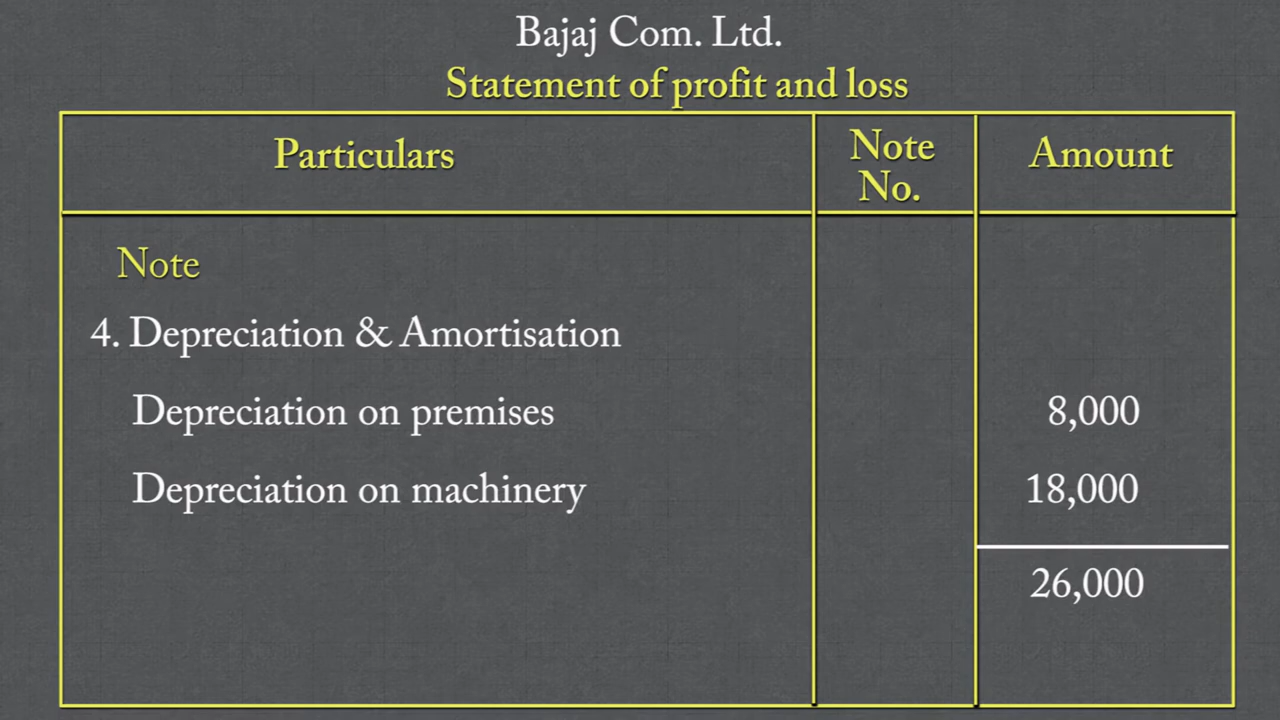 Bajaj Com. Ltd.
Statement of profit and loss
Particulars Note No. Amount
Note
4. Depreciation & Amortisation
Depreciation on premises 8,000
Depreciation on machinery 18,000
26,000